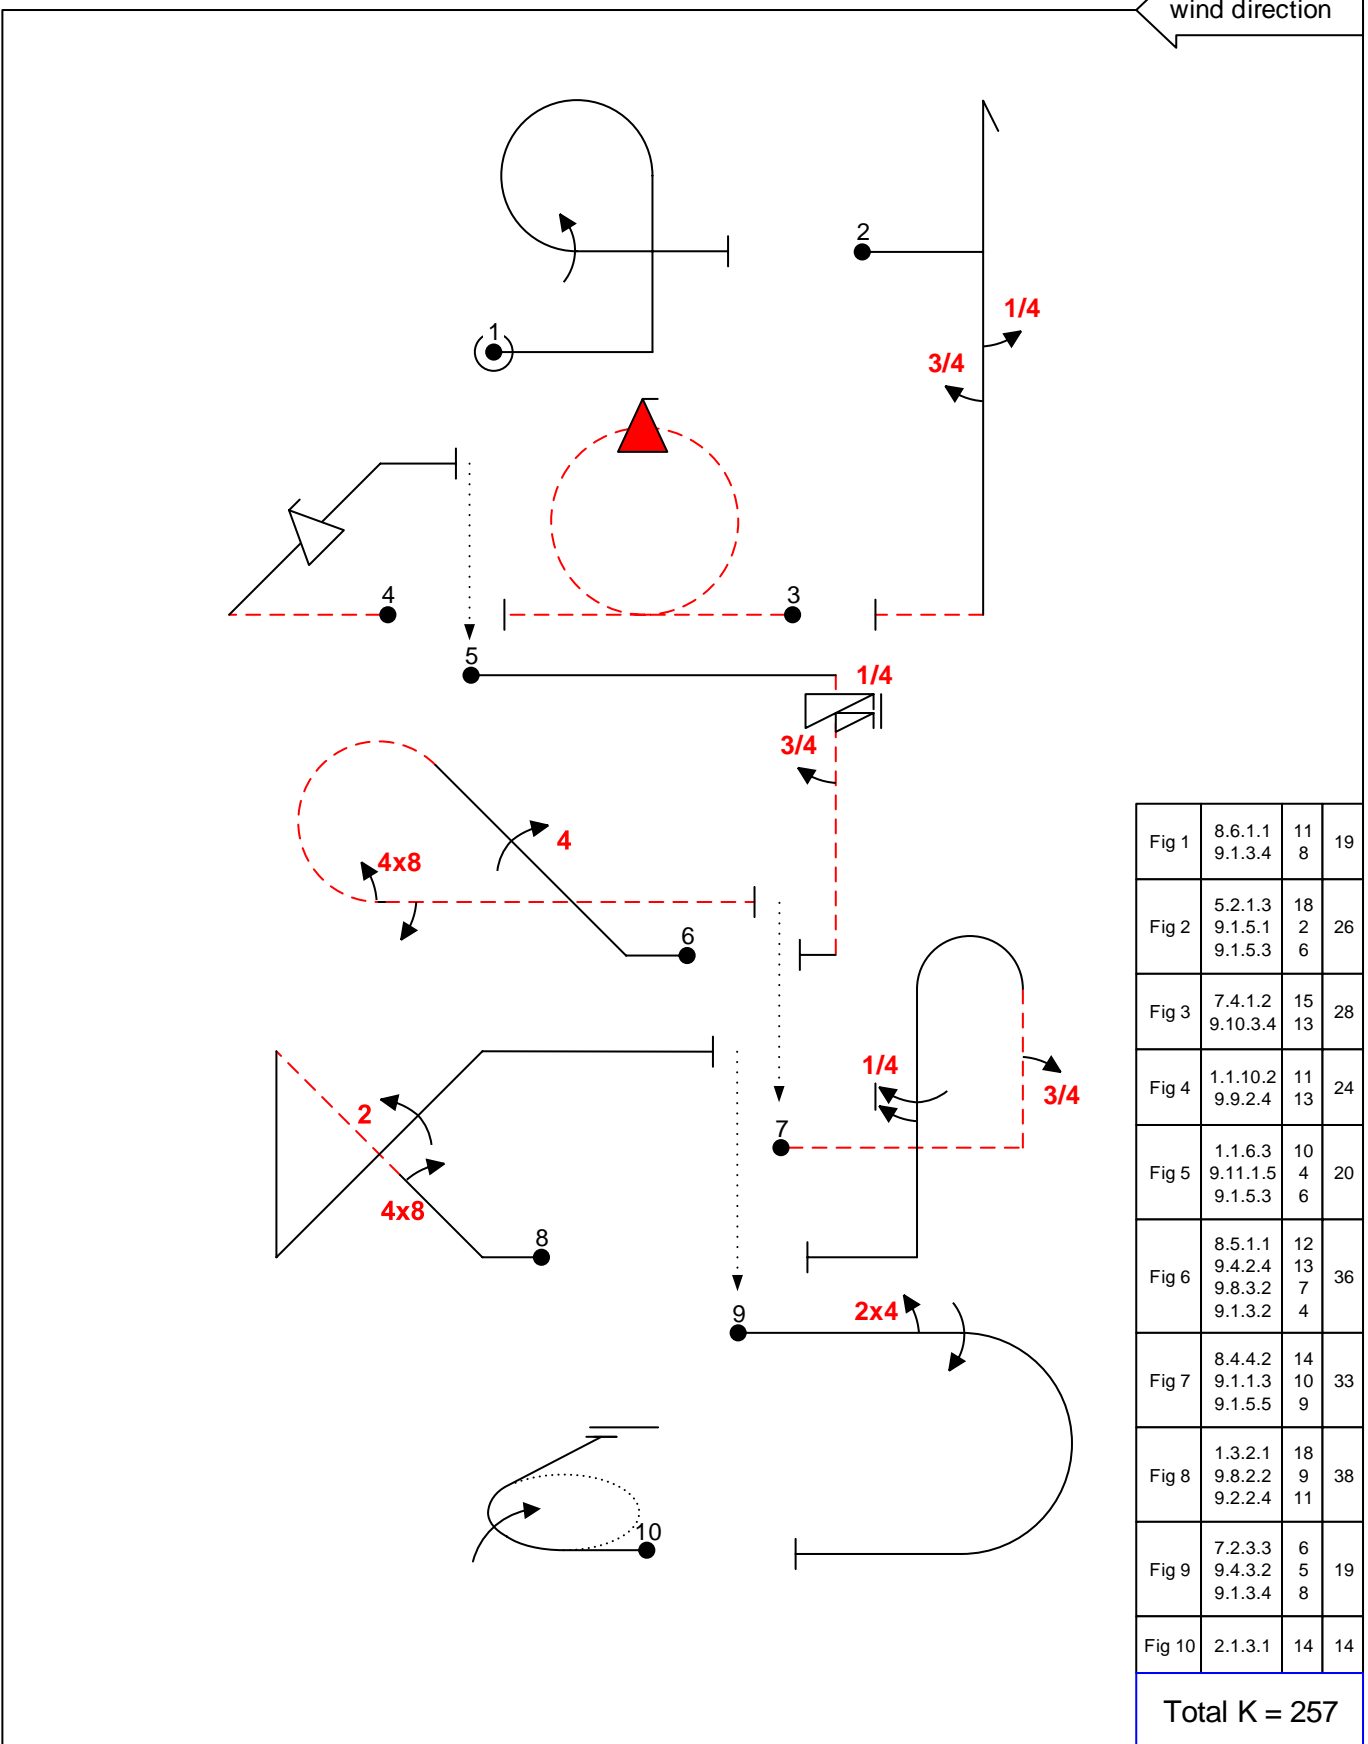 wind direction
2
1/4
1
3/4
4
3
5
1/4
3/4
4
4x8
6
1/4
3/4
7
2
4x8
8
9
2x4
10
Fig 1 8.6.1.1 11 19
9.1.3.4 8
Fig 2 5.2.1.3 18 26
9.1.5.1 2
9.1.5.3 6
Fig 3 7.4.1.2 15 28
9.10.3.4 13
Fig 4 1.1.10.2 11 24
9.9.2.4 13
Fig 5 1.1.6.3 10 20
9.11.1.5 4
9.1.5.3 6
Fig 6 8.5.1.1 12 36
9.4.2.4 13
9.8.3.2 7
9.1.3.2 4
Fig 7 8.4.4.2 14 33
9.1.1.3 10
9.1.5.5 9
Fig 8 1.3.2.1 18 38
9.8.2.2 9
9.2.2.4 11
Fig 9 7.2.3.3 6 19
9.4.3.2 5
9.1.3.4 8
Fig 10 2.1.3.1 14 14
Total K = 257